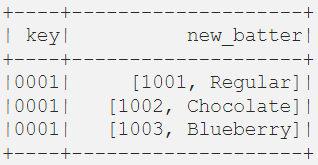 +----+--------------------+
| key|          new_batter|
+----+--------------------+
|0001|     [1001, Regular]|
|0001|   [1002, Chocolate]|
|0001|   [1003, Blueberry]|
+----+--------------------+